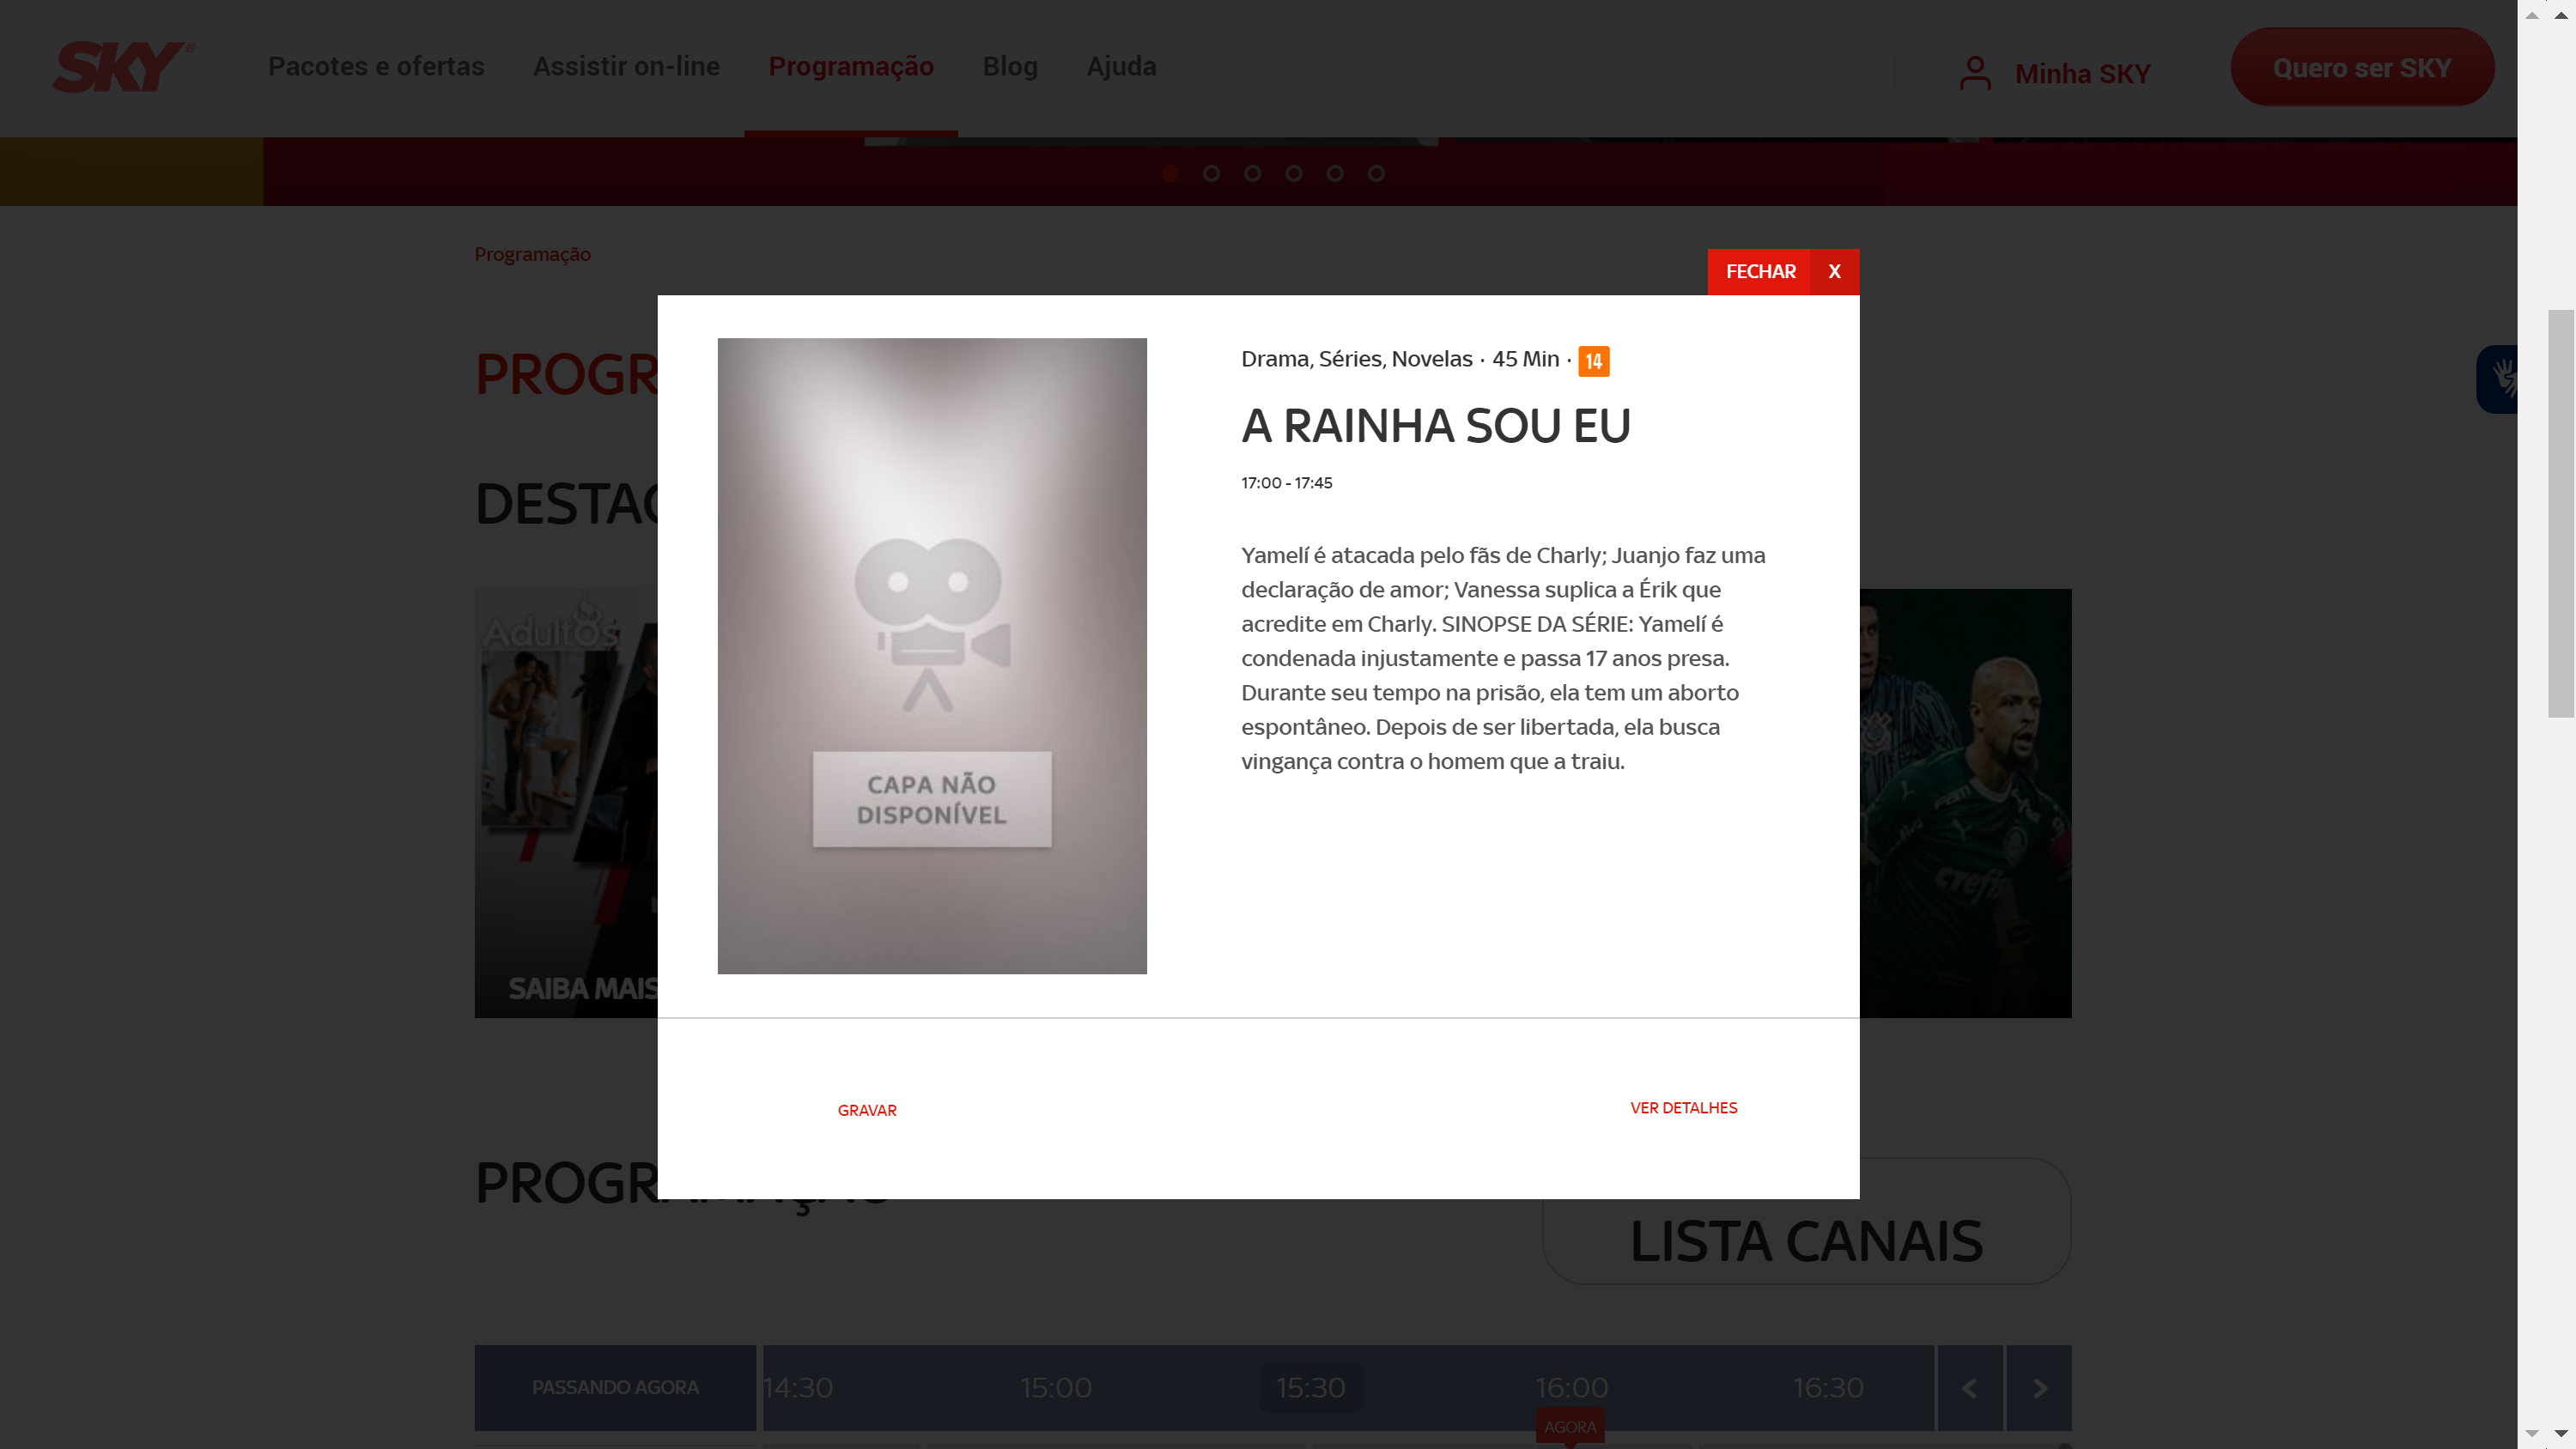 SKY
Pacotes e ofertas
Assistir on-line
Programação
Blog
Ajuda
Minha SKY
Quero ser SKY
Programação
FECHAR X
PROGR
DESTA
Drama, Séries, Novelas · 45 Min · 14
A RAINHA SOU EU
17:00 - 17:45
Yamelí é atacada pelo fãs de Charly; Juanjo faz uma
declaração de amor; Vanessa suplica a Érik que
acredite em Charly. SINOPSE DA SÉRIE: Yamelí é
condenada injustamente e passa 17 anos presa.
Durante seu tempo na prisão, ela tem um aborto
espontâneo. Depois de ser libertada, ela busca
vingança contra o homem que a traiu.
CAPA NÃO
DISPONÍVEL
Adultos
SAIBA MAIS
GRAVAR
VER DETALHES
PROGRAMAÇÃO
LISTA CANAIS
PASSANDO AGORA
14:30
15:00
15:30
16:00
16:30
AGORA